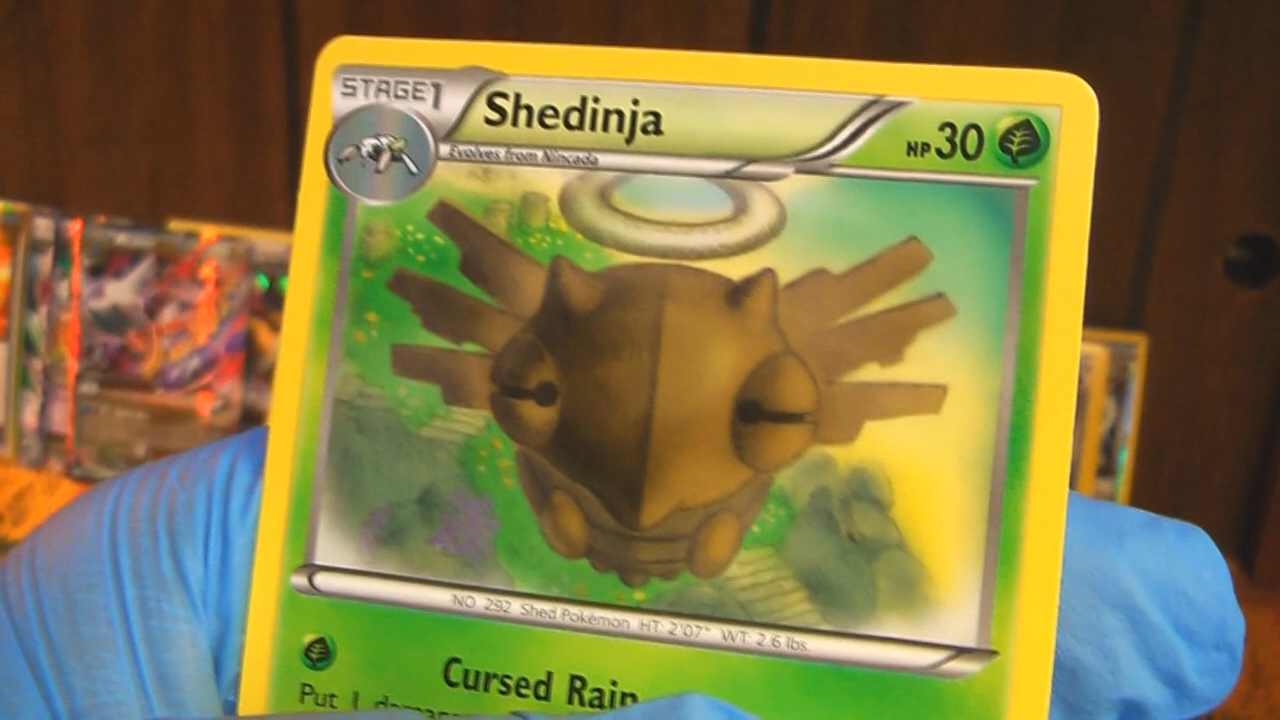 STAGE1
Shedinja
HP 30
Evolves from Nincada
NO. 292 Shed Pokémon HT: 2'07" WT: 2.6 lbs.
Cursed Rain
Put 1